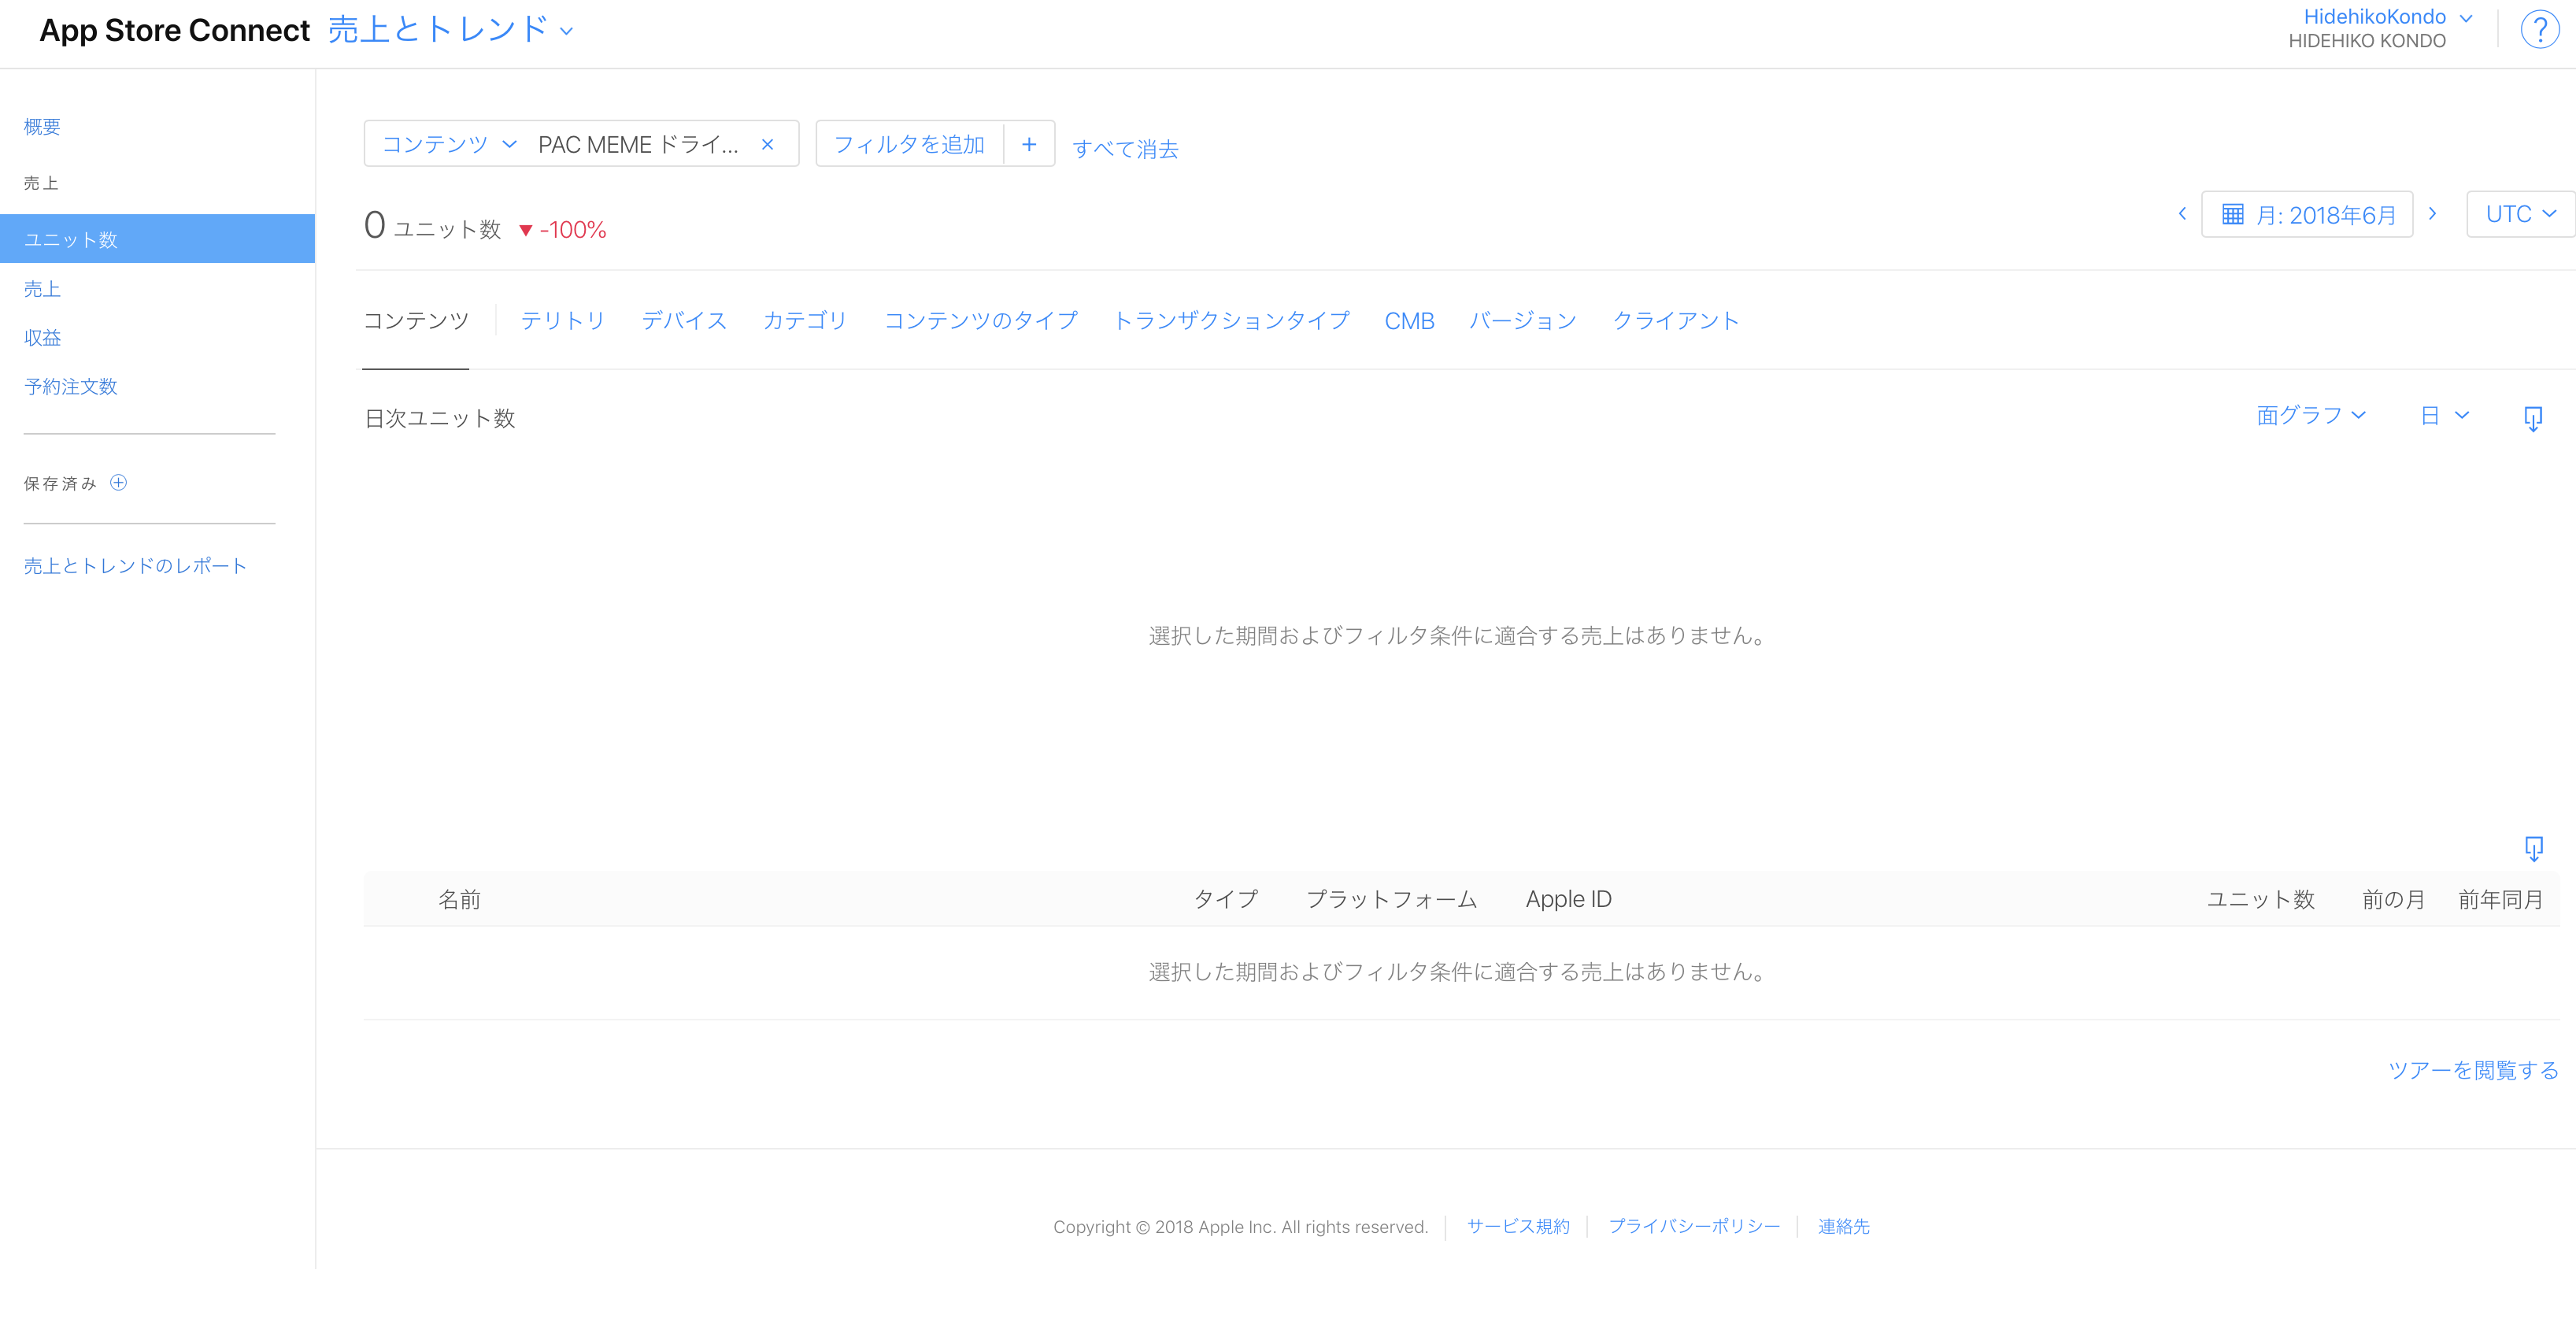 App Store Connect 売上とトレンド
HidehikoKondo
HIDEHIKO KONDO
?
概要
売上
ユニット数
売上
収益
予約注文数
保存済み
売上とトレンドのレポート
コンテンツ PAC MEME ドライ... × フィルタを追加 + すべて消去
0 ユニット数 ▼ -100%
月: 2018年6月 UTC
コンテンツ テリトリ デバイス カテゴリ コンテンツのタイプ トランザクションタイプ CMB バージョン クライアント
日次ユニット数 面グラフ 日
選択した期間およびフィルタ条件に適合する売上はありません。
名前 タイプ プラットフォーム Apple ID ユニット数 前の月 前年同月
選択した期間およびフィルタ条件に適合する売上はありません。
ツアーを閲覧する
Copyright © 2018 Apple Inc. All rights reserved. サービス規約 プライバシーポリシー 連絡先